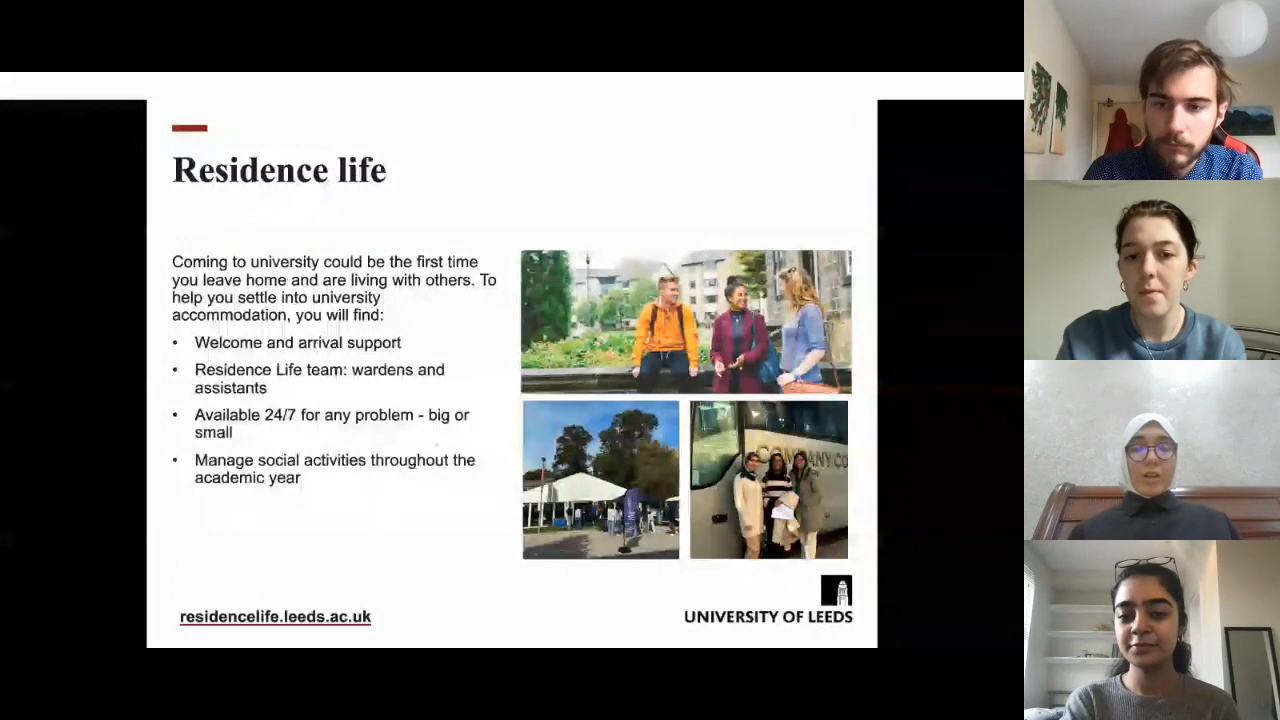 Residence life
Coming to university could be the first time
you leave home and are living with others. To
help you settle into university
accommodation, you will find:
• Welcome and arrival support
• Residence Life team: wardens and
assistants
• Available 24/7 for any problem - big or
small
• Manage social activities throughout the
academic year
COMPANY CO
residencelife.leeds.ac.uk
UNIVERSITY OF LEEDS